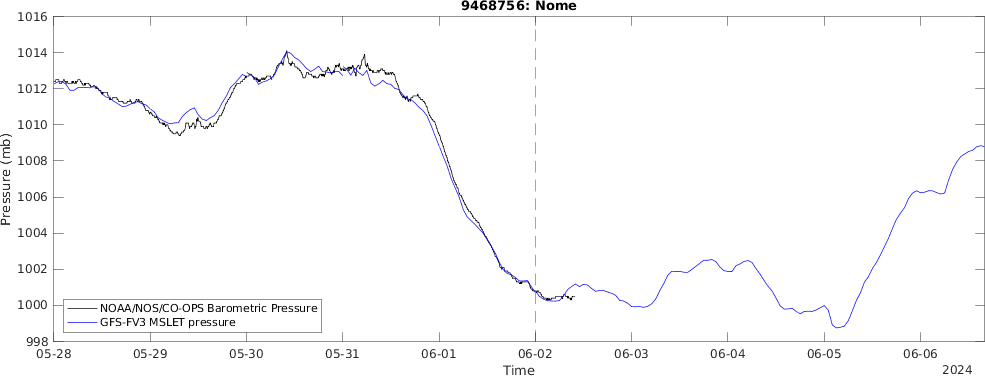 9468756: Nome
Pressure (mb)
1016
1014
1012
1010
1008
1006
1004
1002
1000
998
NOAA/NOS/CO-OPS Barometric Pressure
GFS-FV3 MSLET pressure
05-28 05-29 05-30 05-31 06-01 06-02 06-03 06-04 06-05 06-06
Time
2024